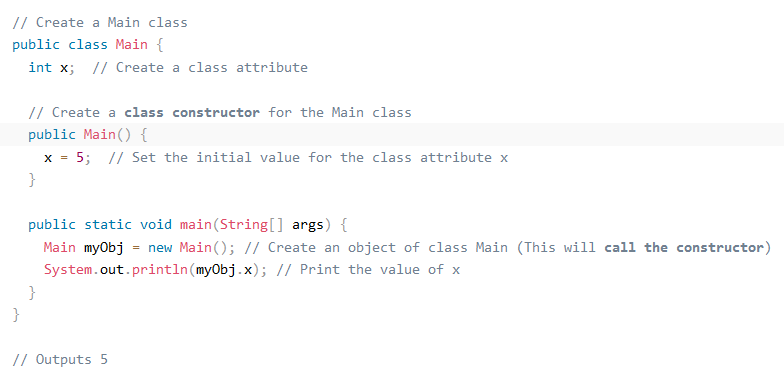 // Create a Main class
public class Main {
  int x;  // Create a class attribute

  // Create a class constructor for the Main class
  public Main() {
    x = 5;  // Set the initial value for the class attribute x
  }

  public static void main(String[] args) {
    Main myObj = new Main(); // Create an object of class Main (This will call the constructor)
    System.out.println(myObj.x); // Print the value of x
  }
}

// Outputs 5